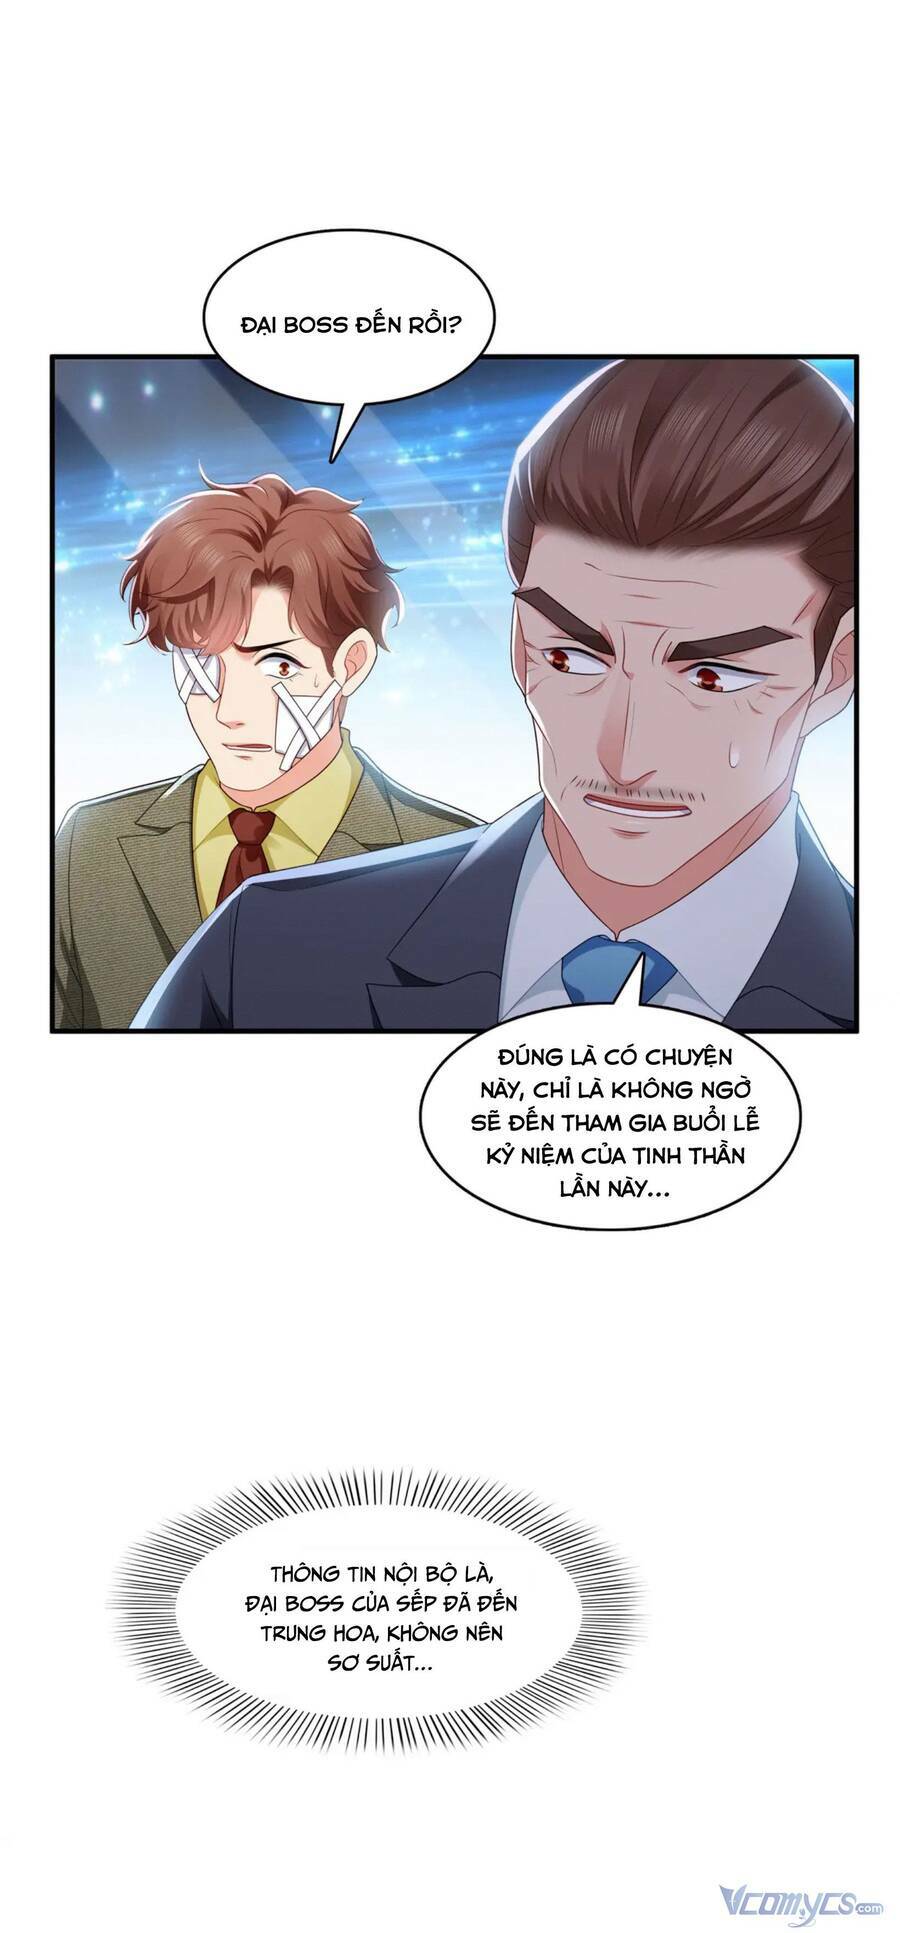 ĐẠI BOSS ĐẾN RỒI?
ĐÚNG LÀ CÓ CHUYỆN
NÀY, CHỈ LÀ KHÔNG NGỜ
SẼ ĐẾN THAM GIA BUỔI LỄ
KỶ NIỆM CỦA TINH THẦN
LẦN NÀY...
THÔNG TIN NỘI BỘ LÀ,
ĐẠI BOSS CỦA SẾP ĐÃ ĐẾN
TRUNG HOA, KHÔNG NÊN
SƠ SUẤT...
VCOMYCS.com